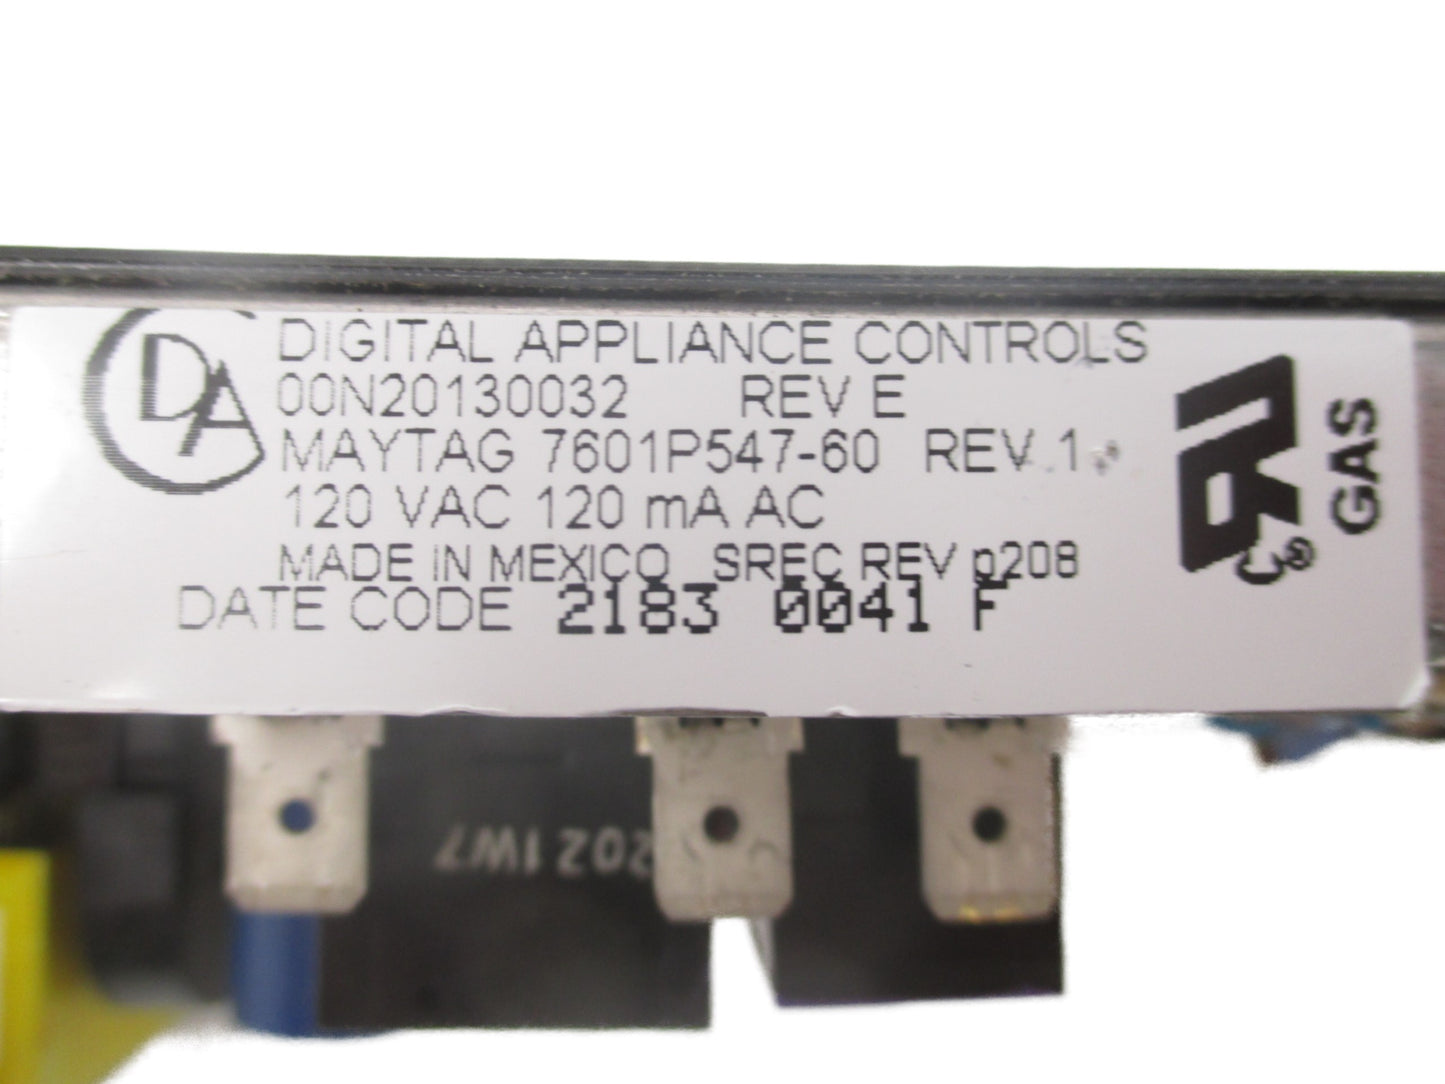 DA
DIGITAL APPLIANCE CONTROLS
00N20130032 REV E
MAYTAG 7601P547-60 REV 1
120 VAC 120 mA AC
MADE IN MEXICO SREC REV p208
DATE CODE 2183 0041 F
GAS